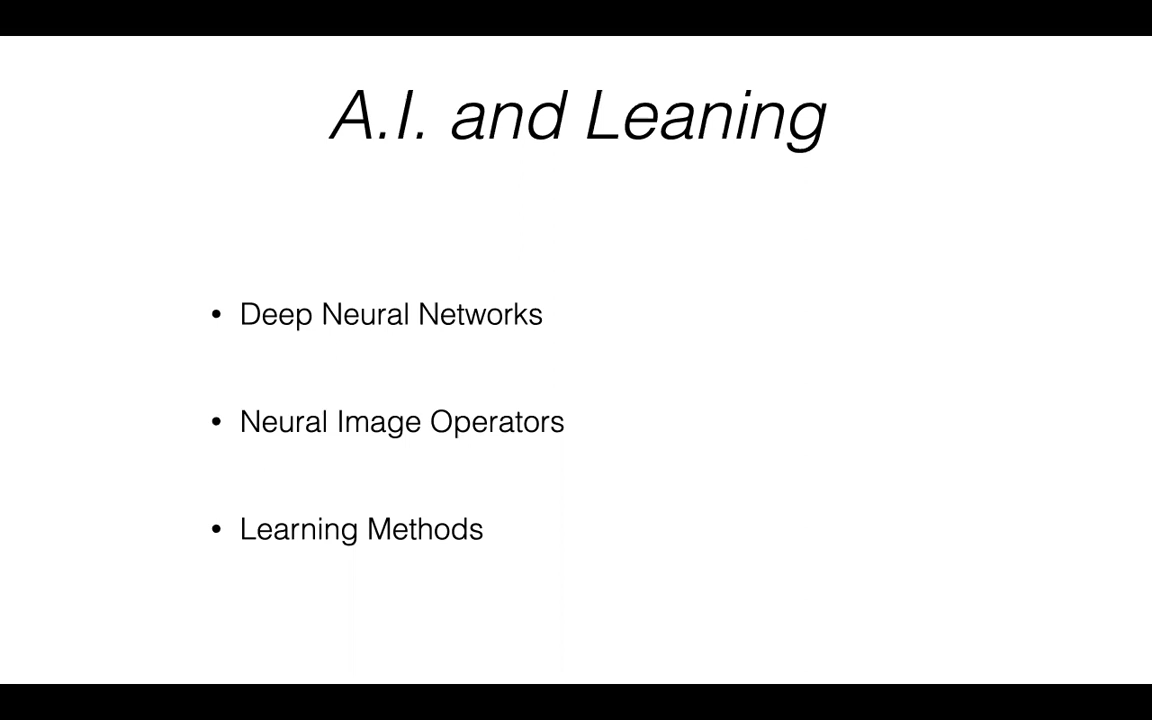 A.I. and Leaning
• Deep Neural Networks
• Neural Image Operators
• Learning Methods